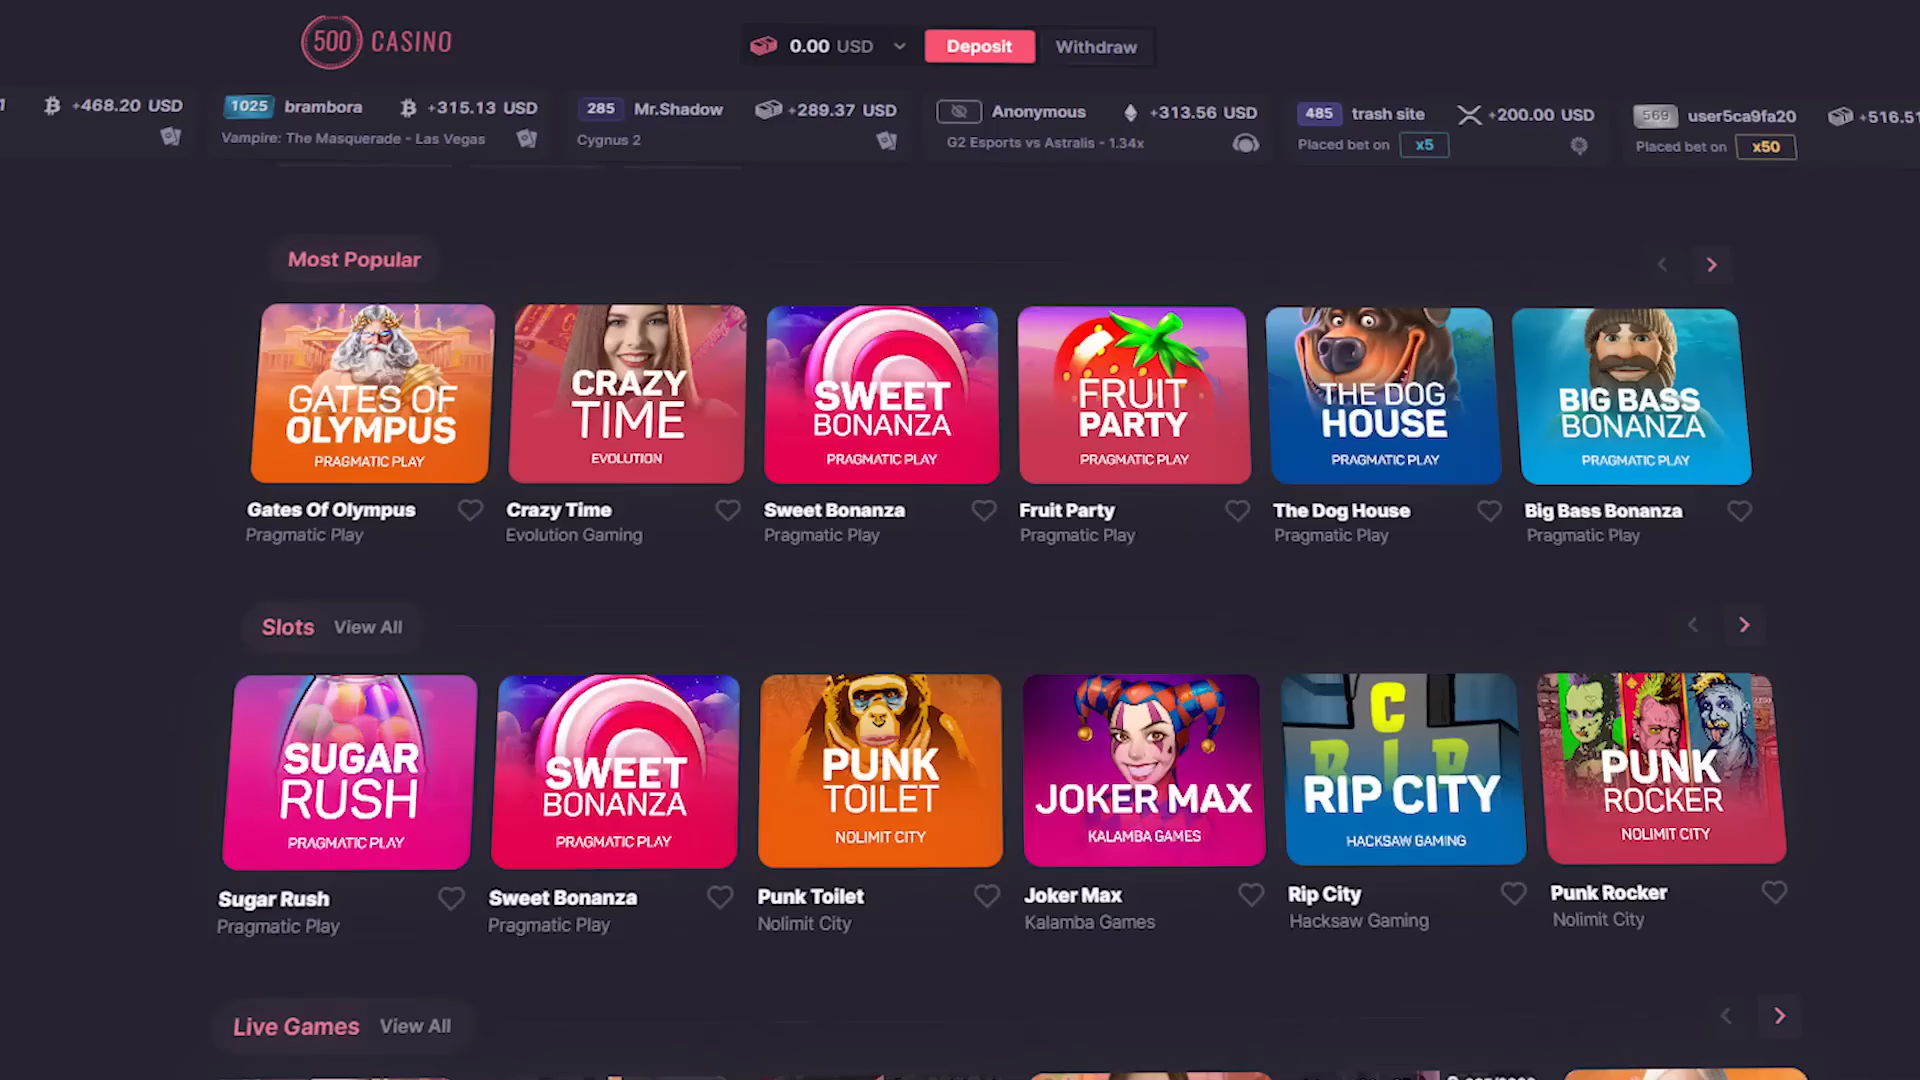 500 CASINO
0.00 USD
Deposit
Withdraw
+468.20 USD
1025 brambora +315.13 USD
Vampire: The Masquerade - Las Vegas
285 Mr.Shadow +289.37 USD
Cygnus 2
Anonymous +313.56 USD
G2 Esports vs Astralis - 1.34x
485 trash site +200.00 USD
Placed bet on x5
569 user5ca9fa20 +516.51
Placed bet on x50
Most Popular
GATES OF
OLYMPUS
PRAGMATIC PLAY
CRAZY
TIME
EVOLUTION
SWEET
BONANZA
PRAGMATIC PLAY
FRUIT
PARTY
PRAGMATIC PLAY
THE DOG
HOUSE
PRAGMATIC PLAY
BIG BASS
BONANZA
PRAGMATIC PLAY
Gates Of Olympus
Pragmatic Play
Crazy Time
Evolution Gaming
Sweet Bonanza
Pragmatic Play
Fruit Party
Pragmatic Play
The Dog House
Pragmatic Play
Big Bass Bonanza
Pragmatic Play
Slots View All
SUGAR
RUSH
PRAGMATIC PLAY
SWEET
BONANZA
PRAGMATIC PLAY
PUNK
TOILET
NOLIMIT CITY
JOKER MAX
KALAMBA GAMES
C
R.I.P
RIP CITY
HACKSAW GAMING
PUNK
ROCKER
NOLIMIT CITY
Sugar Rush
Pragmatic Play
Sweet Bonanza
Pragmatic Play
Punk Toilet
Nolimit City
Joker Max
Kalamba Games
Rip City
Hacksaw Gaming
Punk Rocker
Nolimit City
Live Games View All